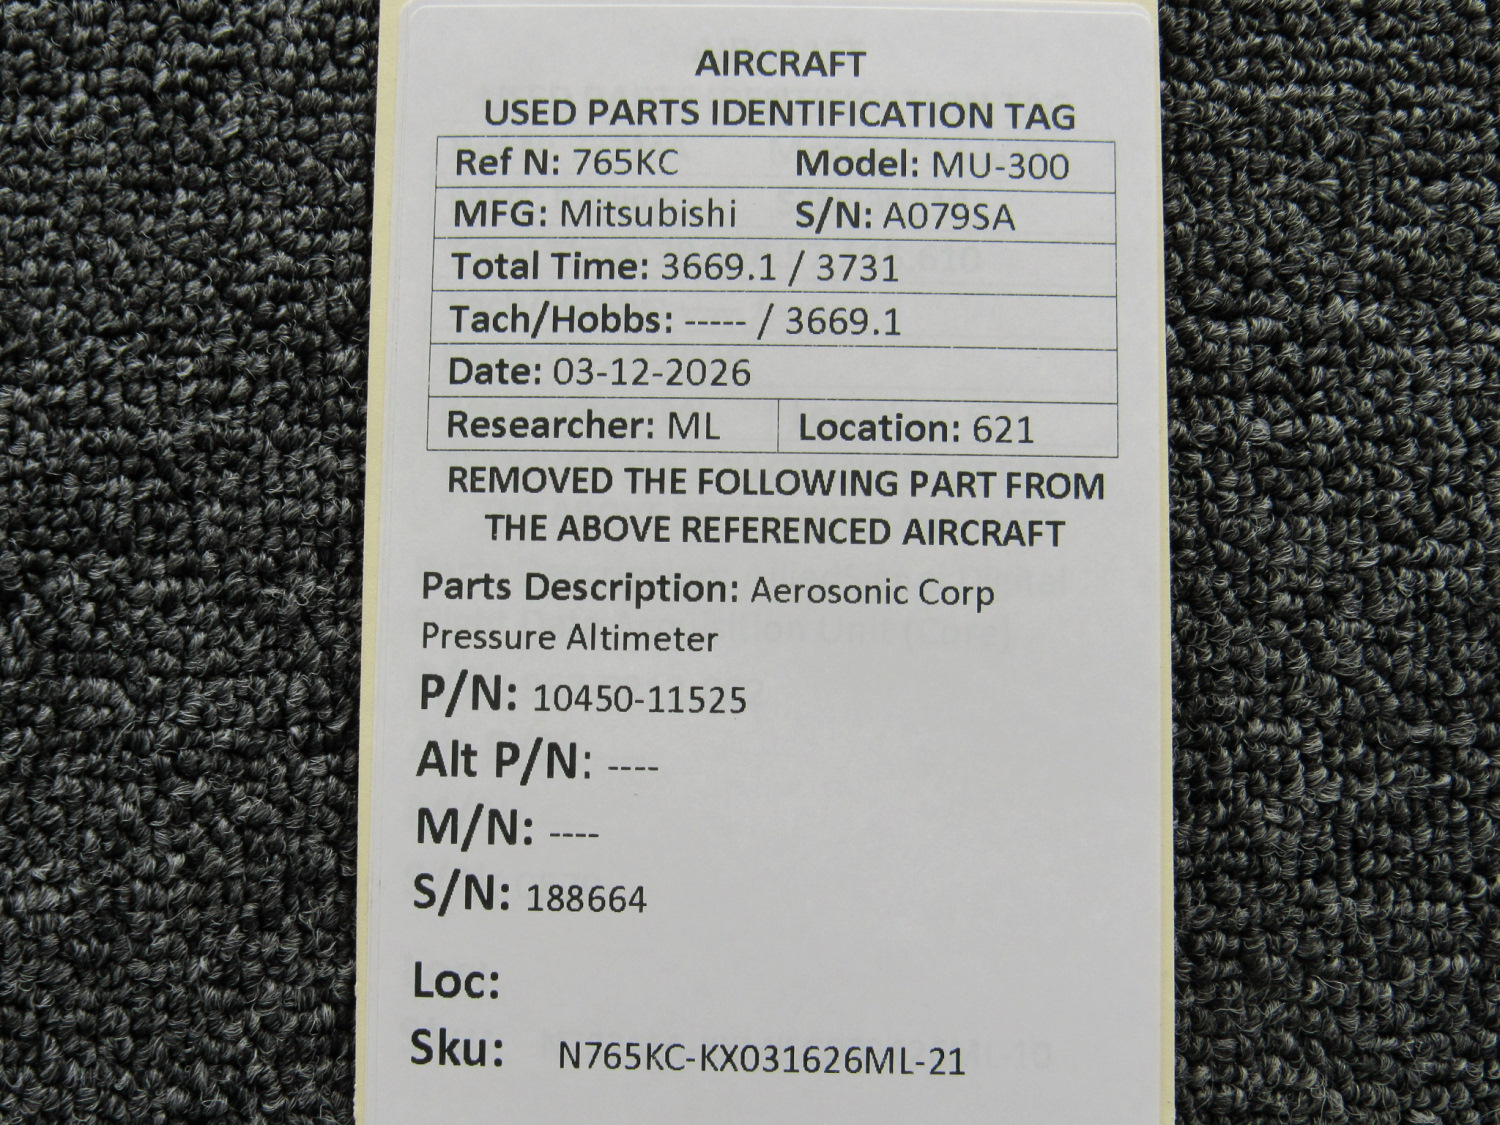 AIRCRAFT
USED PARTS IDENTIFICATION TAG
Ref N: 765KC Model: MU-300
MFG: Mitsubishi S/N: A079SA
Total Time: 3669.1 / 3731
Tach/Hobbs: ----- / 3669.1
Date: 03-12-2026
Researcher: ML Location: 621
REMOVED THE FOLLOWING PART FROM
THE ABOVE REFERENCED AIRCRAFT
Parts Description: Aerosonic Corp
Pressure Altimeter
P/N: 10450-11525
Alt P/N: ----
M/N: ----
S/N: 188664
Loc:
Sku: N765KC-KX031626ML-21